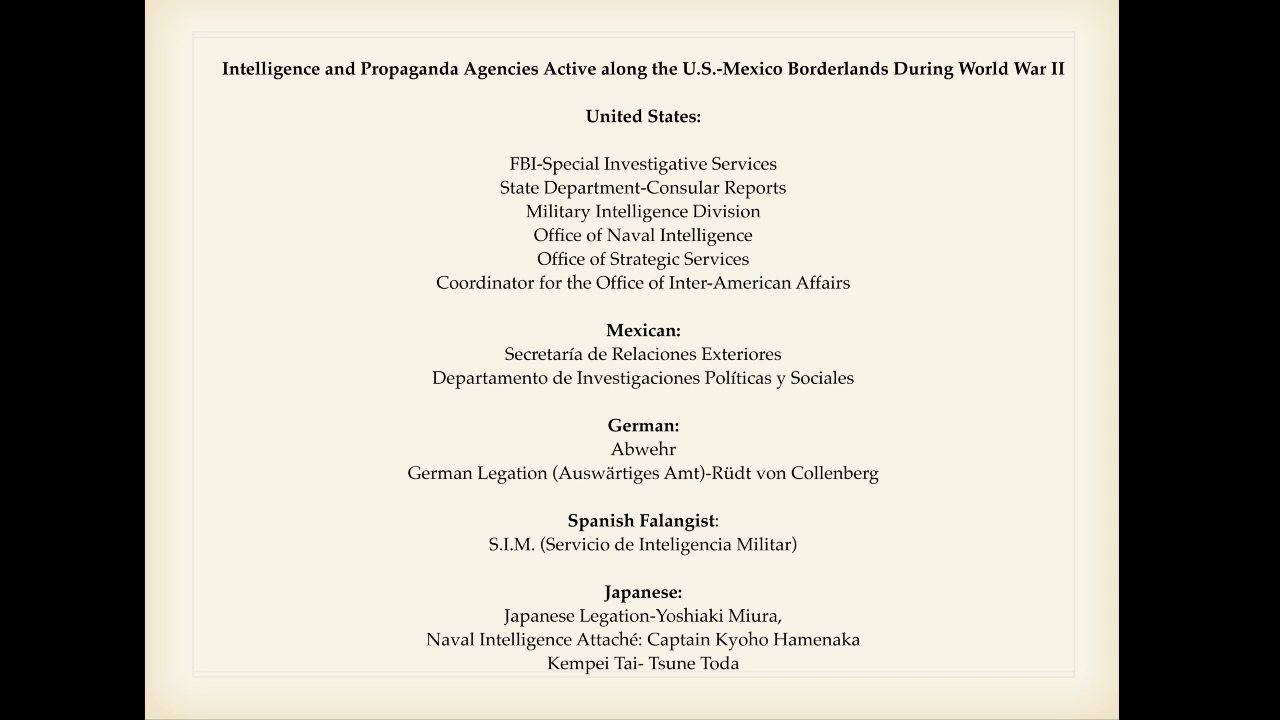 Intelligence and Propaganda Agencies Active along the U.S.-Mexico Borderlands During World War II
United States:
FBI-Special Investigative Services
State Department-Consular Reports
Military Intelligence Division
Office of Naval Intelligence
Office of Strategic Services
Coordinator for the Office of Inter-American Affairs
Mexican:
Secretaría de Relaciones Exteriores
Departamento de Investigaciones Políticas y Sociales
German:
Abwehr
German Legation (Auswärtiges Amt)-Rüdt von Collenberg
Spanish Falangist:
S.I.M. (Servicio de Inteligencia Militar)
Japanese:
Japanese Legation-Yoshiaki Miura,
Naval Intelligence Attaché: Captain Kyoho Hamenaka
Kempei Tai- Tsune Toda